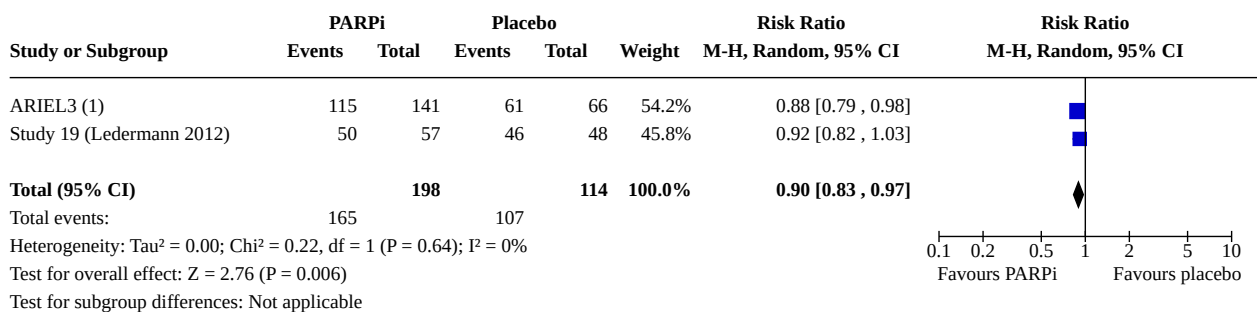 PARPi Placebo Risk Ratio Risk Ratio
Study or Subgroup Events Total Events Total Weight M-H, Random, 95% CI M-H, Random, 95% CI
ARIEL3 (1) 115 141 61 66 54.2% 0.88 [0.79 , 0.98]
Study 19 (Ledermann 2012) 50 57 46 48 45.8% 0.92 [0.82 , 1.03]
Total (95% CI) 198 114 100.0% 0.90 [0.83 , 0.97]
Total events: 165 107
Heterogeneity: Tau² = 0.00; Chi² = 0.22, df = 1 (P = 0.64); I² = 0%
Test for overall effect: Z = 2.76 (P = 0.006)
Test for subgroup differences: Not applicable
0.1 0.2 0.5 1 2 5 10
Favours PARPi Favours placebo